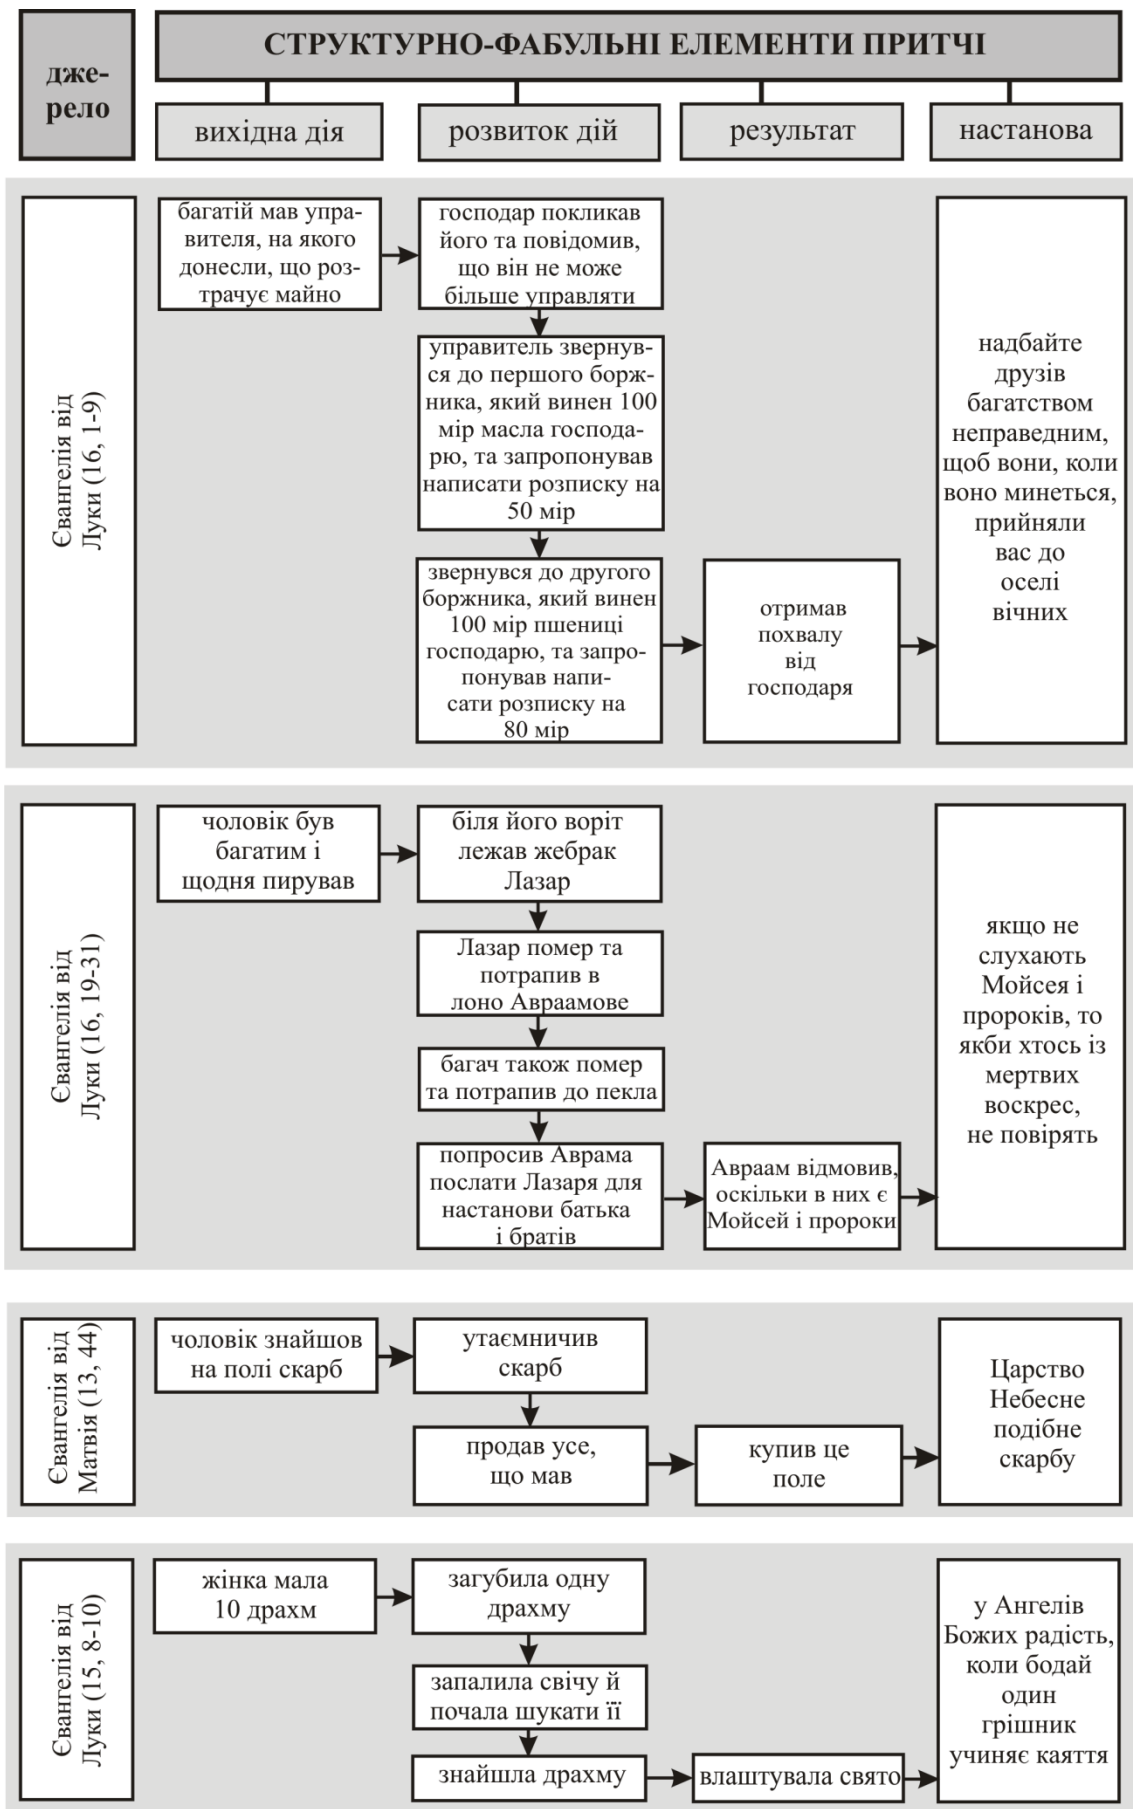 дже-
рело
СТРУКТУРНО-ФАБУЛЬНІ ЕЛЕМЕНТИ ПРИТЧІ
вихідна дія
розвиток дій
результат
настанова
Євангелія від
Луки (16, 1-9)
багатій мав упра-
вителя, на якого
донесли, що роз-
трачує майно
господар покликав
його та повідомив,
що він не може
більше управляти
управитель звернув-
ся до першого борж-
ника, який винен 100
мір масла господа-
рю, та запропонував
написати розписку на
50 мір
звернувся до другого
боржника, який винен
100 мір пшениці
господарю, та запро-
понував напи-
сати розписку на
80 мір
отримав
похвалу
від
господаря
надбайте
друзів
багатством
неправедним,
щоб вони, коли
воно минеться,
прийняли
вас до
оселі
вічних
Євангелія від
Луки (16, 19-31)
чоловік був
багатим і
щодня пирував
біля його воріт
лежав жебрак
Лазар
Лазар помер та
потрапив в
лоно Авраамове
багач також помер
та потрапив до пекла
попросив Аврама
послати Лазаря для
настанови батька
і братів
Авраам відмовив,
оскільки в них є
Мойсей і пророки
якщо не
слухають
Мойсея і
пророків, то
якби хтось із
мертвих
воскрес,
не повірять
Євангелія від
Матвія (13, 44)
чоловік знайшов
на полі скарб
утаємничив
скарб
продав усе,
що мав
купив це
поле
Царство
Небесне
подібне
скарбу
Євангелія від
Луки (15, 8-10)
жінка мала
10 драхм
загубила одну
драхму
запалила свічу й
почала шукати її
знайшла драхму
влаштувала свято
у Ангелів
Божих радість,
коли бодай
один
грішник
учиняє каяття